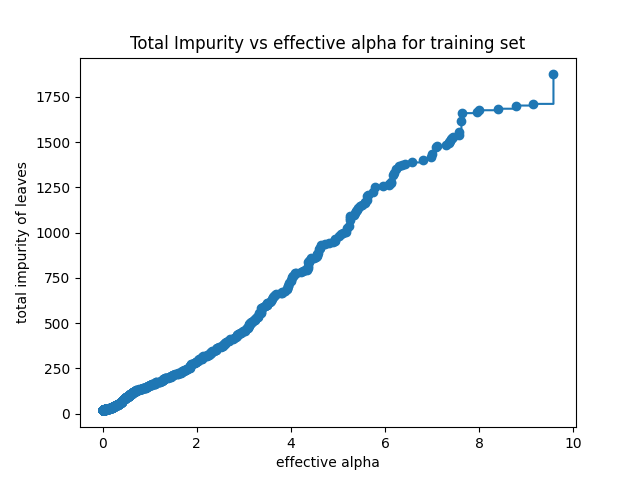 Total Impurity vs effective alpha for training set
total impurity of leaves
1750
1500
1250
1000
750
500
250
0
0 2 4 6 8 10
effective alpha